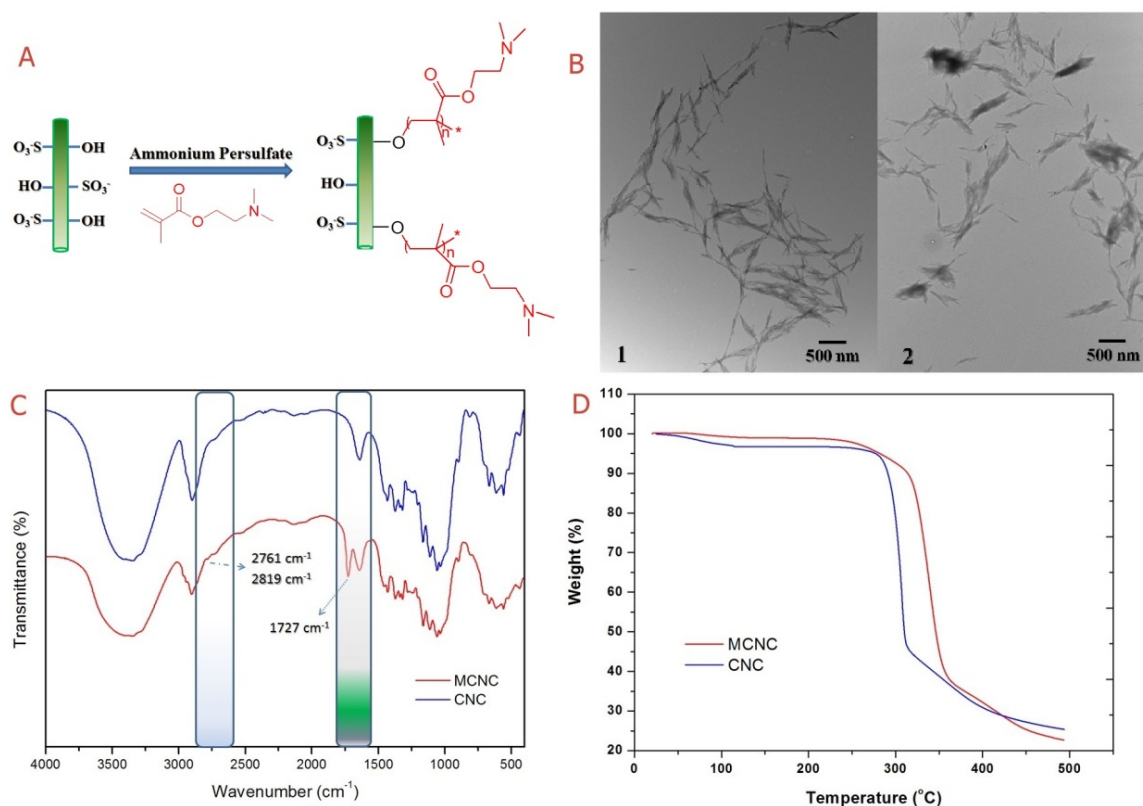 A
O₃⁻S
OH
HO
SO₃⁻
O₃⁻S
OH
Ammonium Persulfate
O
O
N
O₃⁻S
O
( )n
*
O
O
N
HO
O₃⁻S
O
( )n
*
O
O
N
B
1
500 nm
2
500 nm
C
Transmittance (%)
2761 cm⁻¹
2819 cm⁻¹
1727 cm⁻¹
MCNC
CNC
4000 3500 3000 2500 2000 1500 1000 500
Wavenumber (cm⁻¹)
D
Weight (%)
110
100
90
80
70
60
50
40
30
20
MCNC
CNC
0 100 200 300 400 500
Temperature (°C)